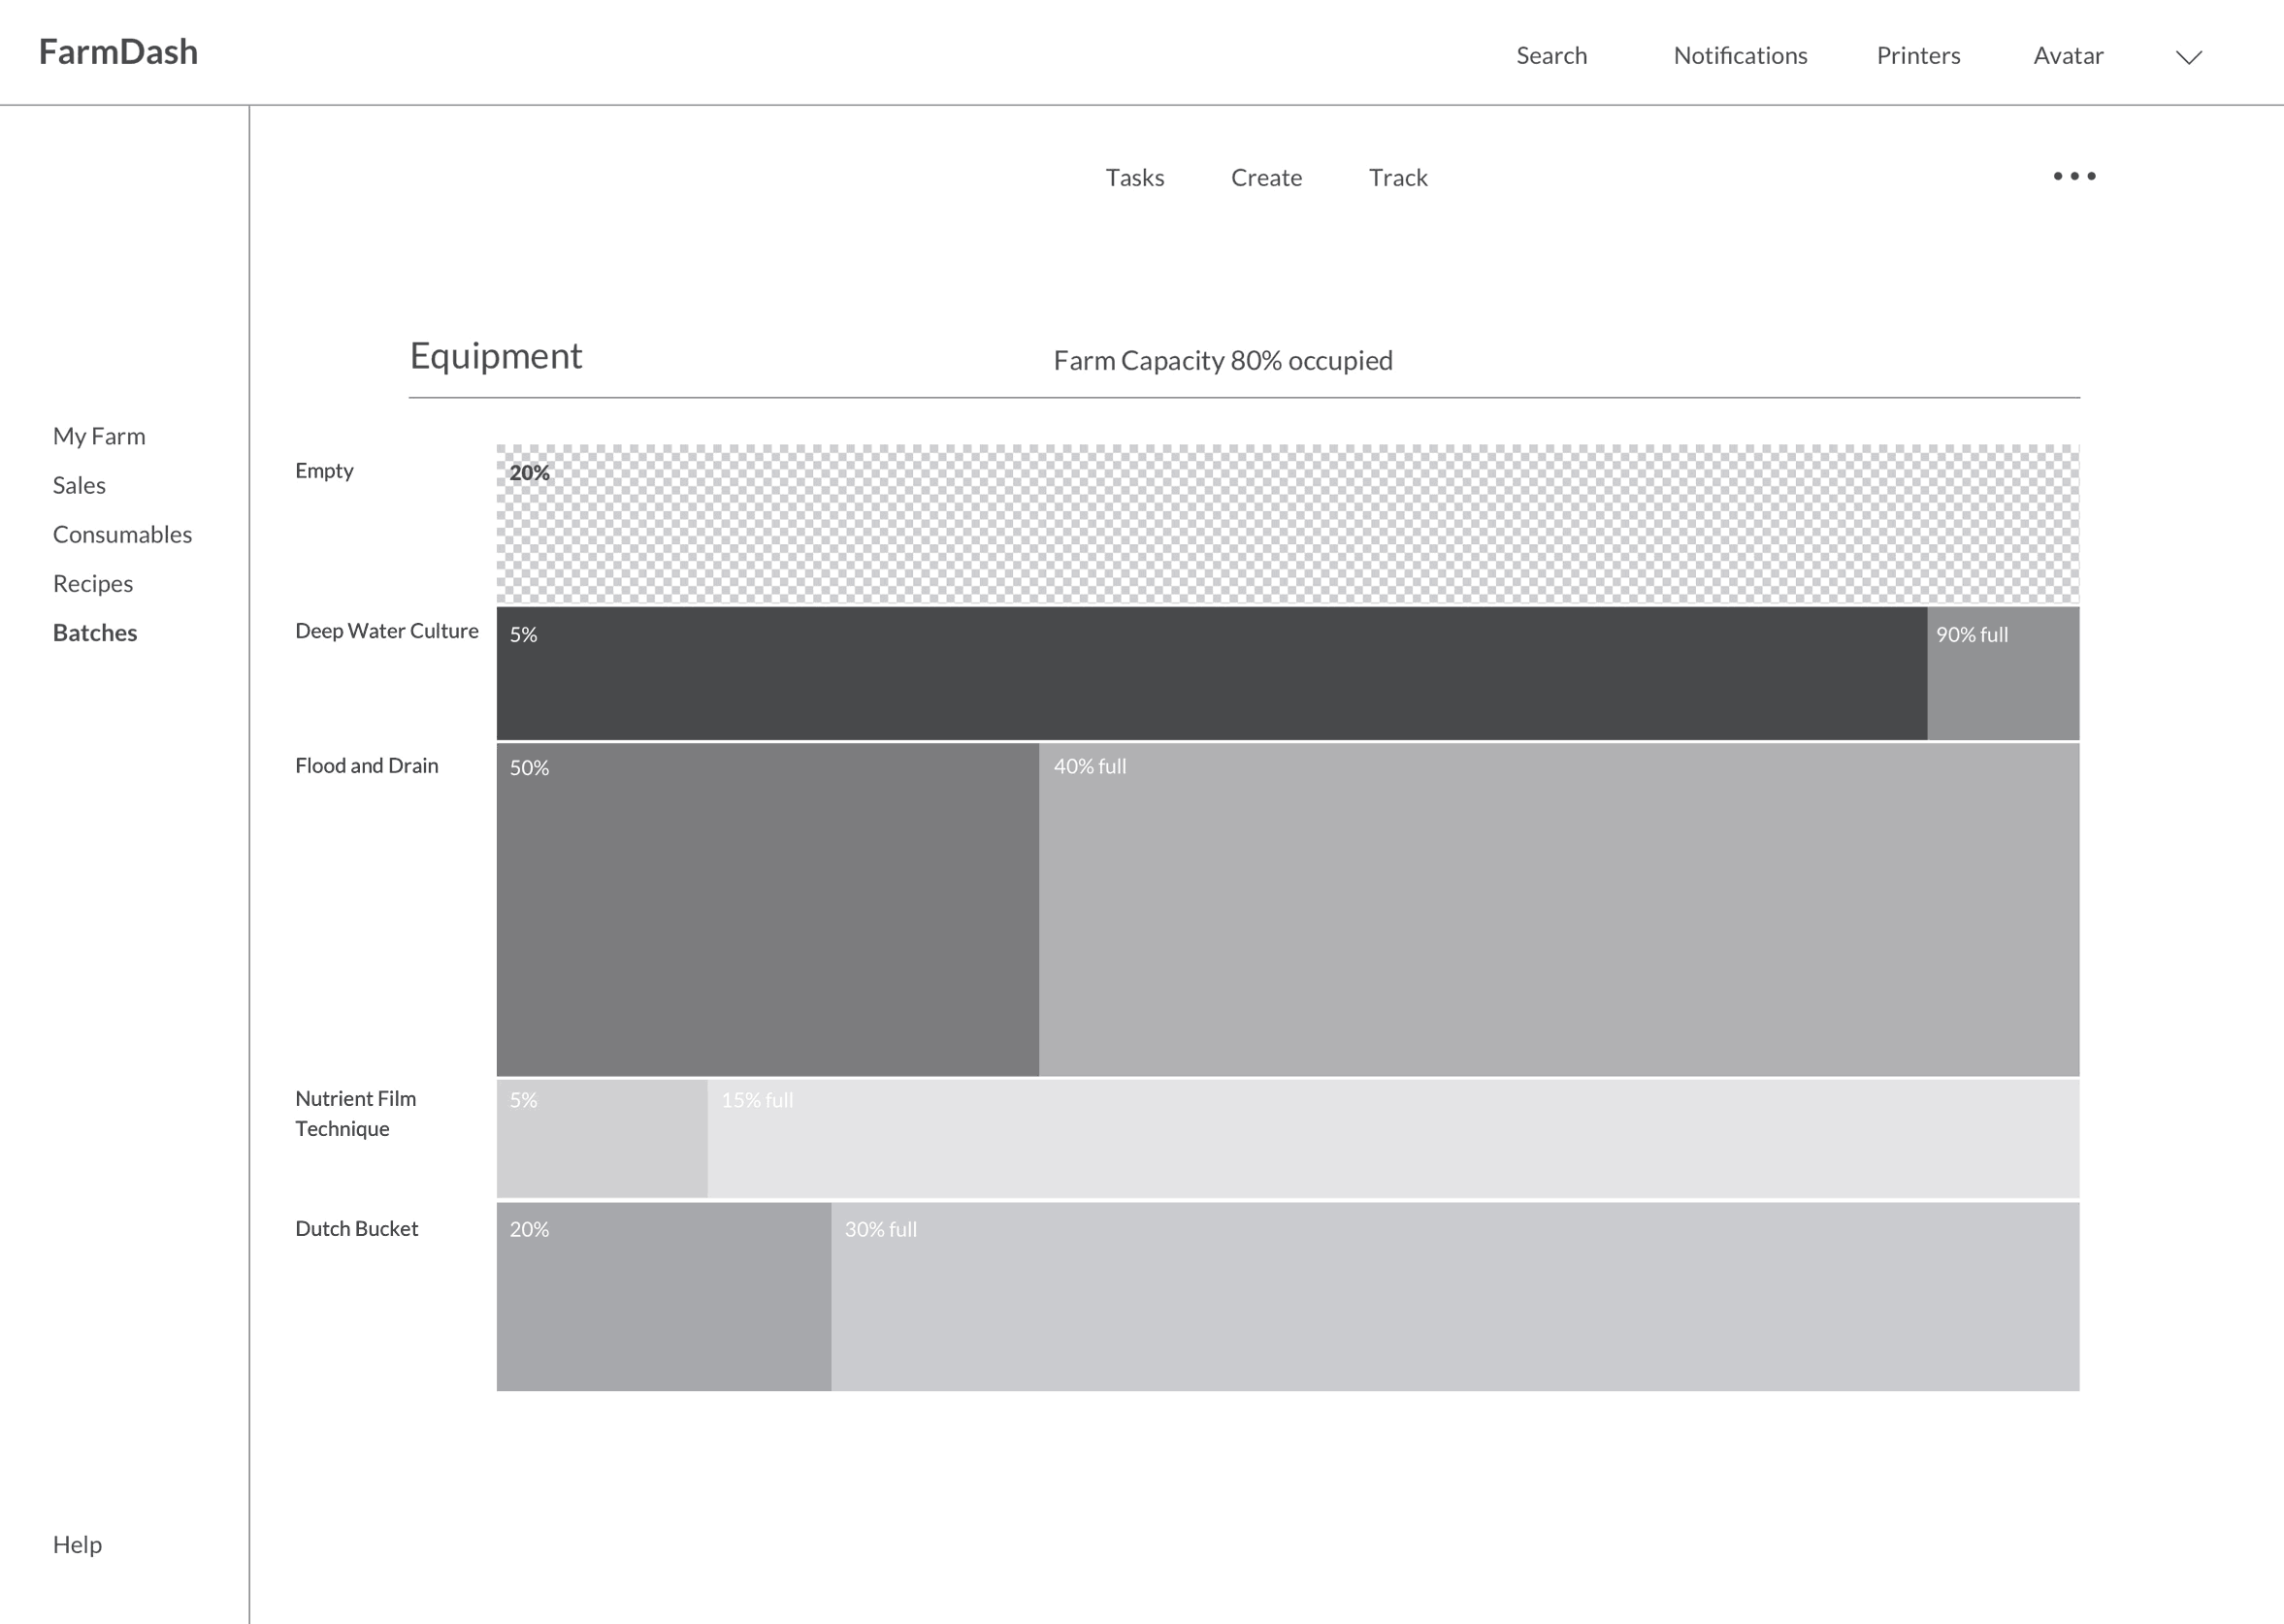 FarmDash
Search Notifications Printers Avatar
Tasks Create Track
Equipment Farm Capacity 80% occupied
My Farm
Sales
Consumables
Recipes
Batches
Help
Empty 20%
Deep Water Culture 5% 90% full
Flood and Drain 50% 40% full
Nutrient Film 5% 15% full
Technique
Dutch Bucket 20% 30% full